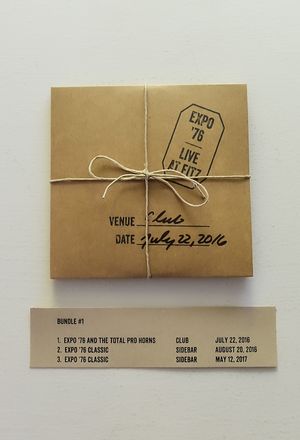 EXPO
'76
LIVE
AT FITZ
VENUE Club
DATE July 22, 2016
BUNDLE #1
1. EXPO '76 AND THE TOTAL PRO HORNS CLUB JULY 22, 2016
2. EXPO '76 CLASSIC SIDEBAR AUGUST 20, 2016
3. EXPO '76 CLASSIC SIDEBAR MAY 12, 2017